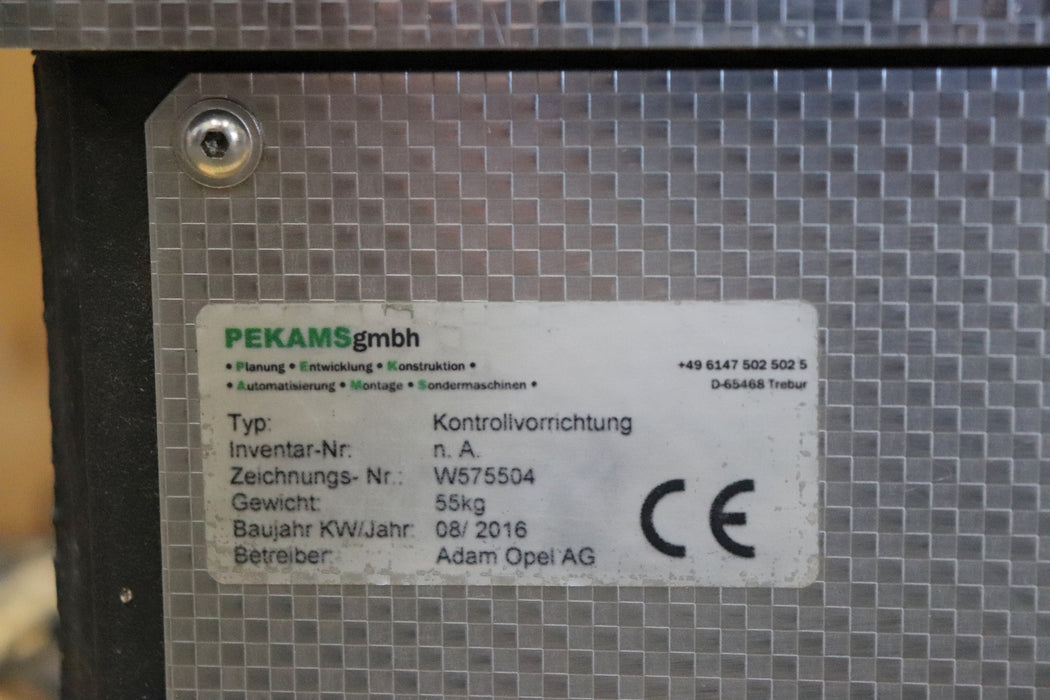 PEKAMSgmbh
• Planung • Entwicklung • Konstruktion •
• Automatisierung • Montage • Sondermaschinen •
+49 6147 502 502 5
D-65468 Trebur
Typ: Kontrollvorrichtung
Inventar-Nr: n. A.
Zeichnungs- Nr.: W575504
Gewicht: 55kg
Baujahr KW/Jahr: 08/ 2016
Betreiber: Adam Opel AG
CE